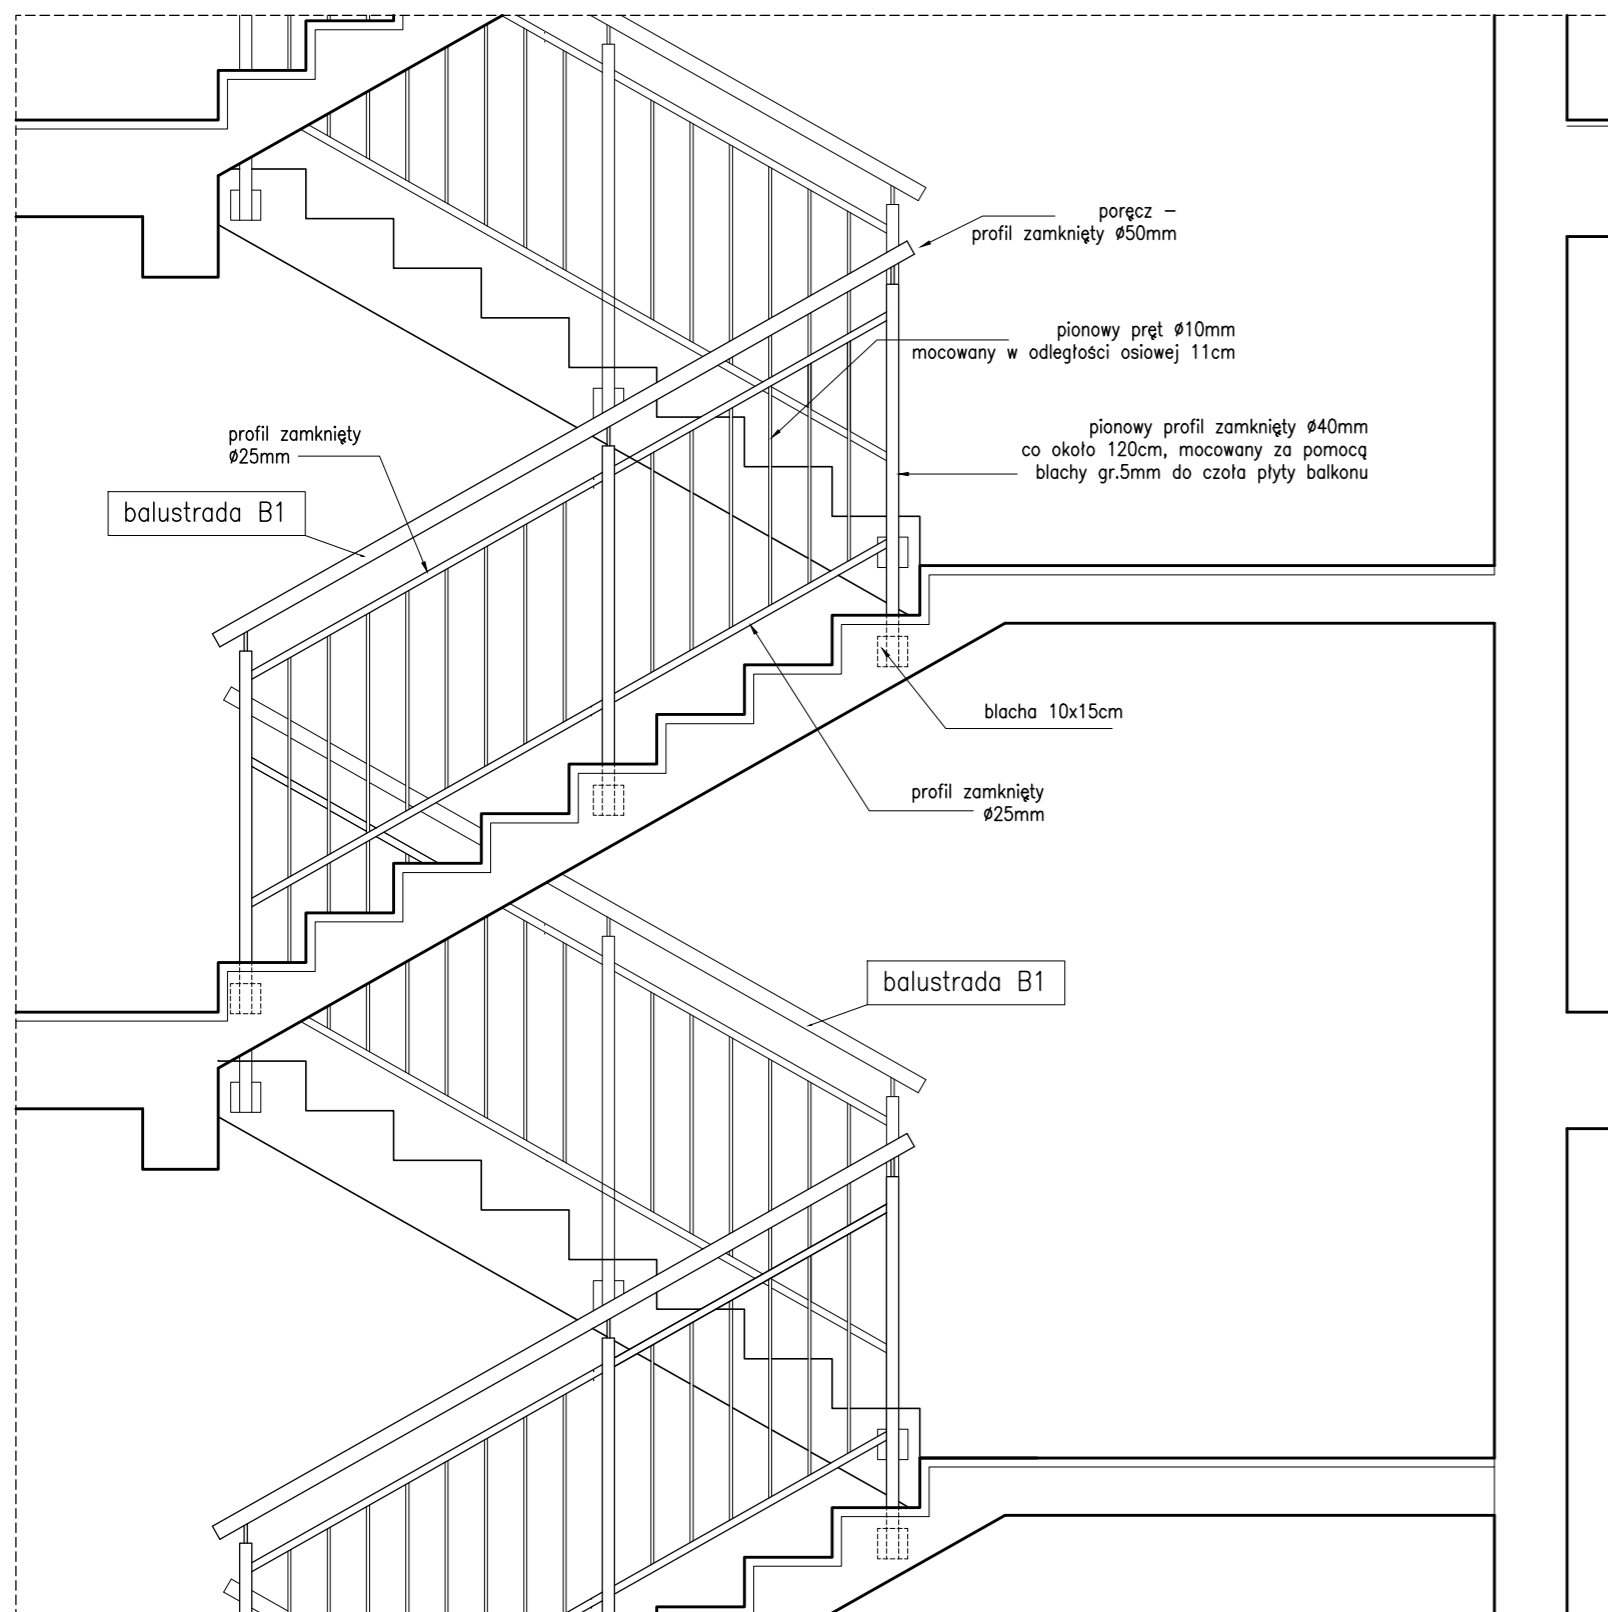 poręcz –
profil zamknięty ø50mm
pionowy pręt ø10mm
mocowany w odległości osiowej 11cm
pionowy profil zamknięty ø40mm
co około 120cm, mocowany za pomocą
blachy gr.5mm do czoła płyty balkonu
profil zamknięty
ø25mm
balustrada B1
blacha 10x15cm
profil zamknięty
ø25mm
balustrada B1